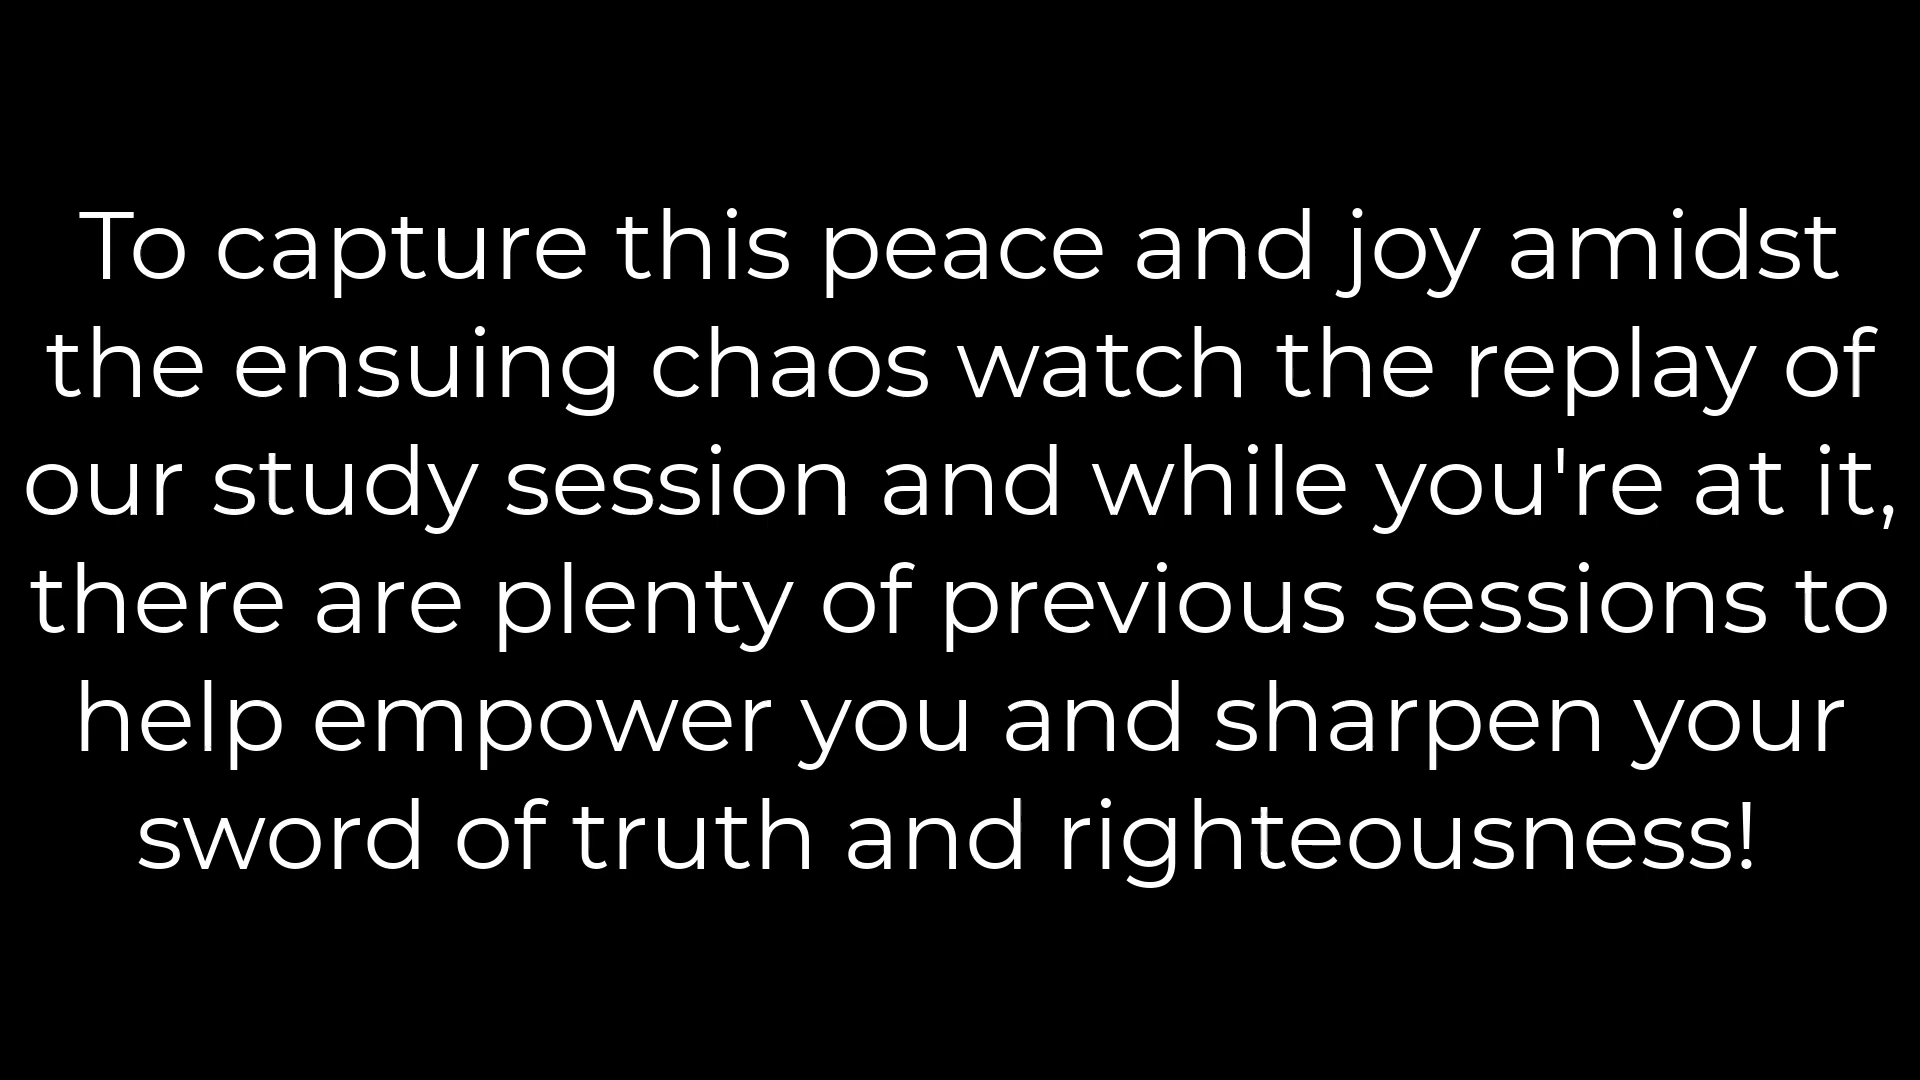 To capture this peace and joy amidst
the ensuing chaos watch the replay of
our study session and while you're at it,
there are plenty of previous sessions to
help empower you and sharpen your
sword of truth and righteousness!